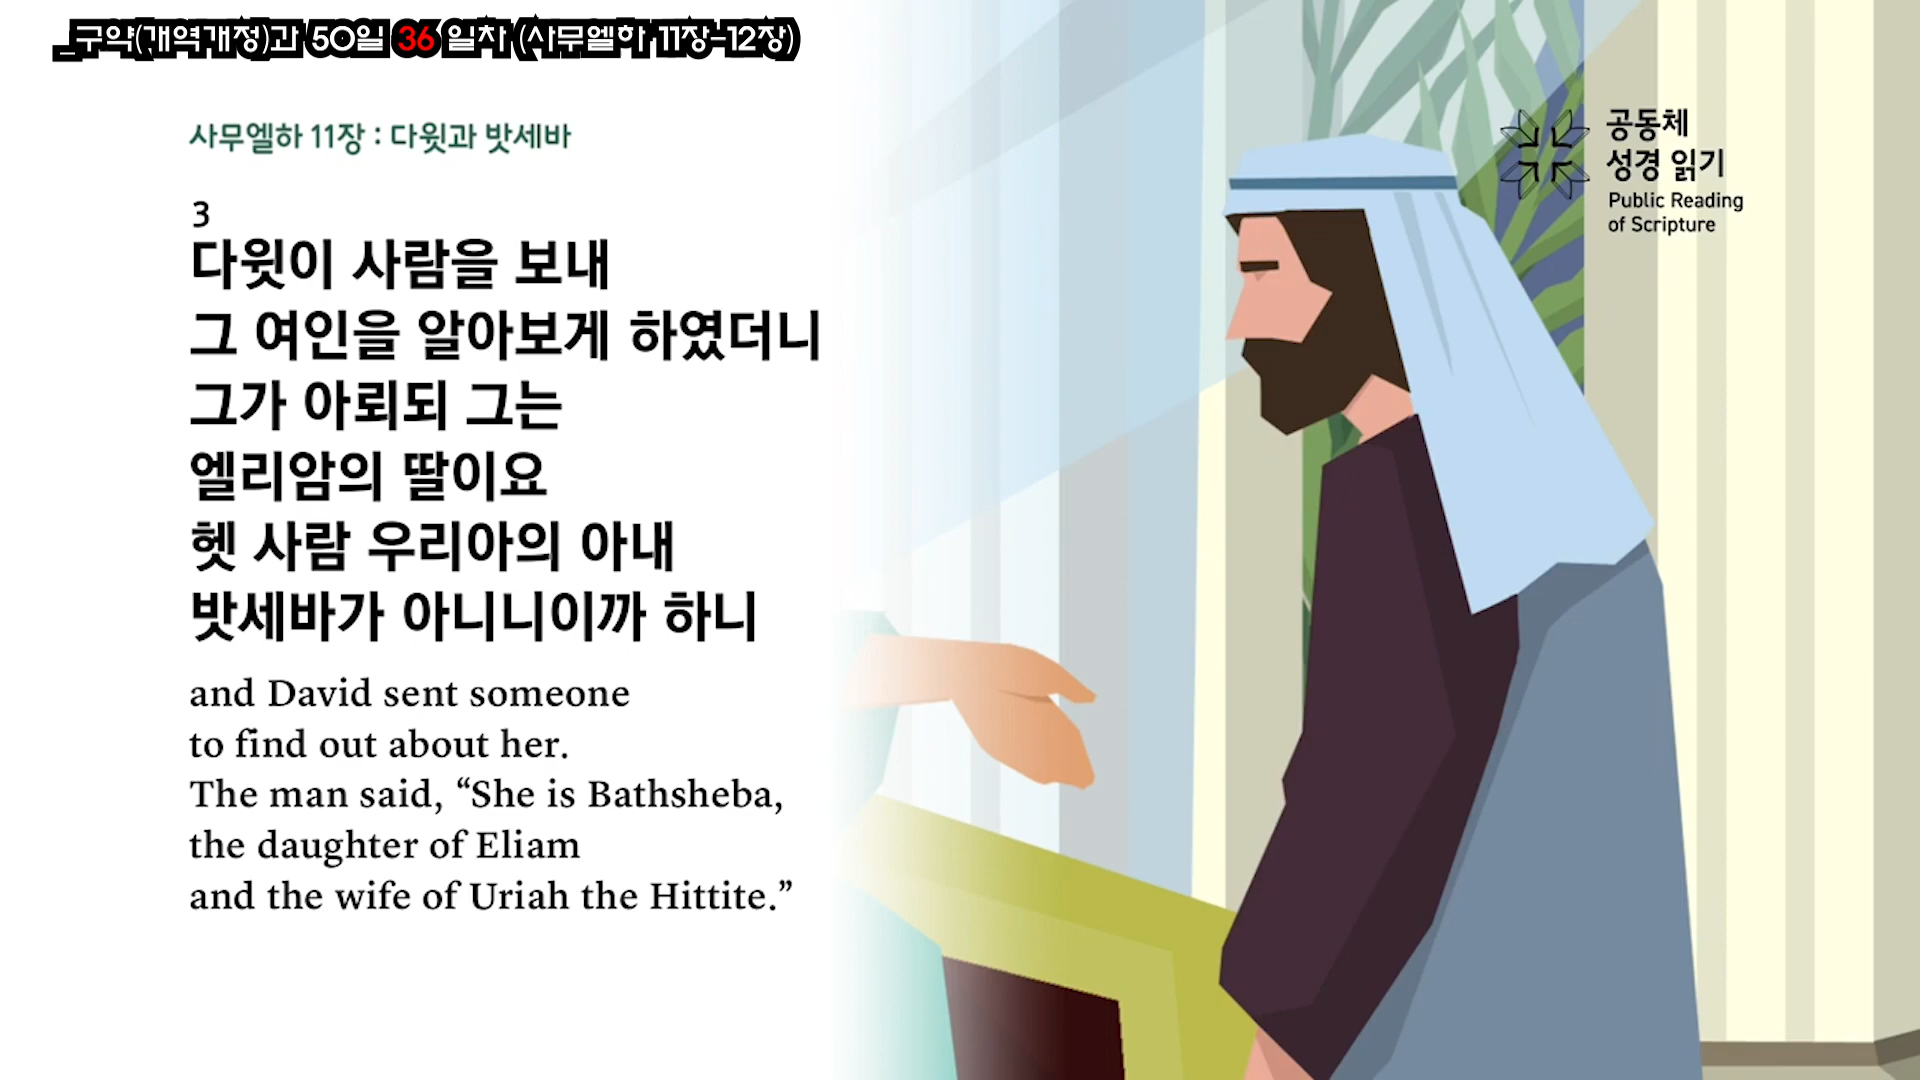 _구약(개역개정)과 50일 36 일차 (사무엘하 11장-12장)
사무엘하 11장 : 다윗과 밧세바
3
다윗이 사람을 보내
그 여인을 알아보게 하였더니
그가 아뢰되 그는
엘리암의 딸이요
헷 사람 우리아의 아내
밧세바가 아니니이까 하니
and David sent someone
to find out about her.
The man said, “She is Bathsheba,
the daughter of Eliam
and the wife of Uriah the Hittite.”
공동체
성경 읽기
Public Reading
of Scripture